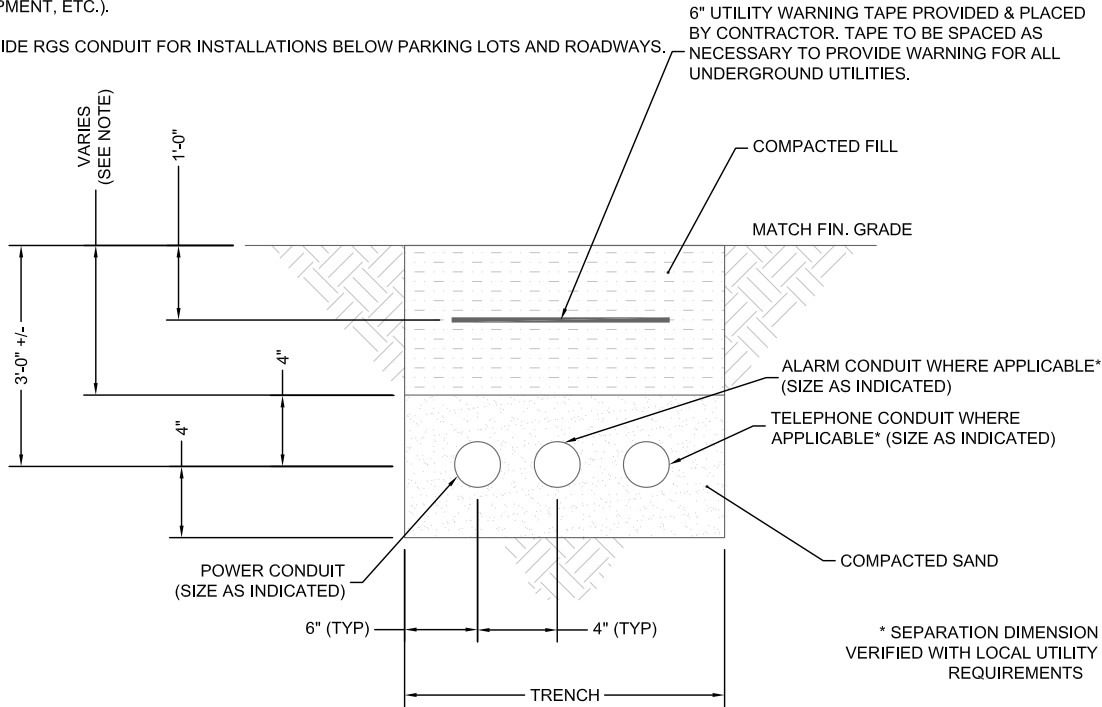 PMENT, ETC.).
IDE RGS CONDUIT FOR INSTALLATIONS BELOW PARKING LOTS AND ROADWAYS.
6" UTILITY WARNING TAPE PROVIDED & PLACED
BY CONTRACTOR. TAPE TO BE SPACED AS
NECESSARY TO PROVIDE WARNING FOR ALL
UNDERGROUND UTILITIES.
VARIES
(SEE NOTE)
1'-0"
COMPACTED FILL
MATCH FIN. GRADE
3'-0" +/-
4"
4"
ALARM CONDUIT WHERE APPLICABLE*
(SIZE AS INDICATED)
TELEPHONE CONDUIT WHERE
APPLICABLE* (SIZE AS INDICATED)
POWER CONDUIT
(SIZE AS INDICATED)
COMPACTED SAND
6" (TYP)
4" (TYP)
* SEPARATION DIMENSION
VERIFIED WITH LOCAL UTILITY
REQUIREMENTS
TRENCH